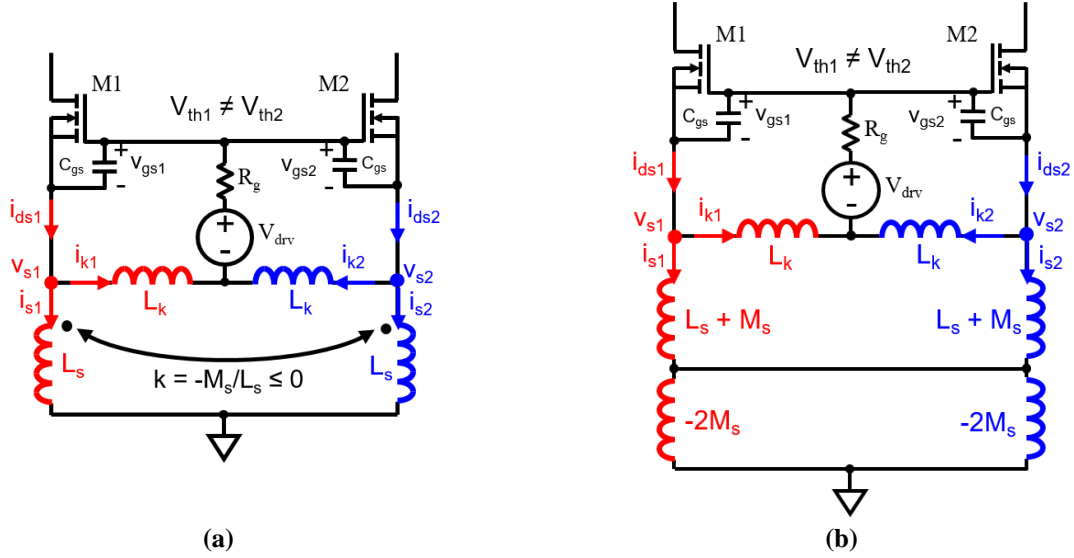 M1
M2
Vth1 ≠ Vth2
Cgs
+
vgs1
-
Rg
vgs2
+
Cgs
-
ids1
+
-
Vdrv
ids2
vs1
ik1
ik2
vs2
is1
Lk
Lk
is2
Ls
k = -Ms/Ls ≤ 0
Ls
(a)
M1
M2
Vth1 ≠ Vth2
Cgs
+
vgs1
-
Rg
vgs2
+
Cgs
-
ids1
+
-
Vdrv
ids2
vs1
ik1
ik2
vs2
is1
Lk
Lk
is2
Ls + Ms
Ls + Ms
-2Ms
-2Ms
(b)